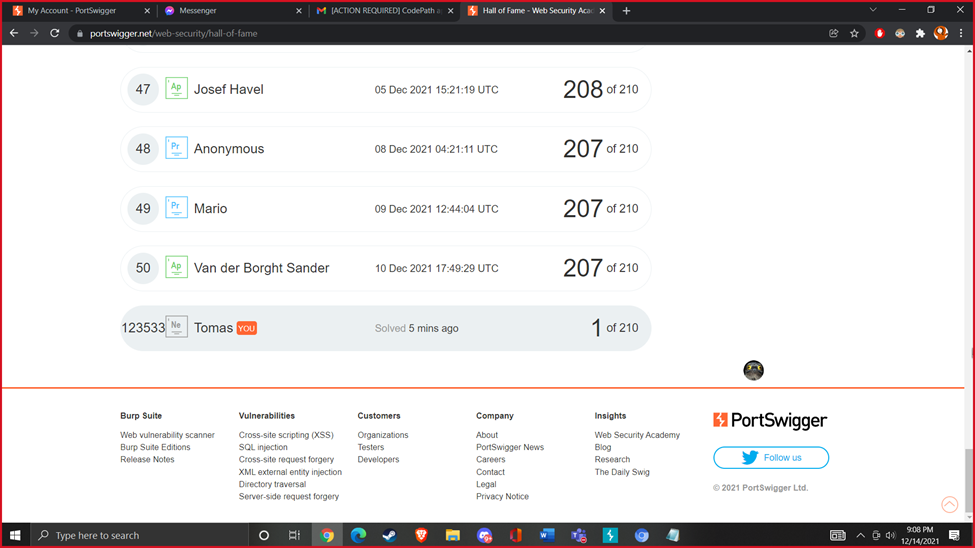 My Account - PortSwigger
Messenger
[ACTION REQUIRED] CodePath ap
Hall of Fame - Web Security Aca
portswigger.net/web-security/hall-of-fame
47 Ap Josef Havel 05 Dec 2021 15:21:19 UTC 208 of 210
48 Pr Anonymous 08 Dec 2021 04:21:11 UTC 207 of 210
49 Pr Mario 09 Dec 2021 12:44:04 UTC 207 of 210
50 Ap Van der Borght Sander 10 Dec 2021 17:49:29 UTC 207 of 210
123533 Ne Tomas YOU Solved 5 mins ago 1 of 210
Burp Suite
Web vulnerability scanner
Burp Suite Editions
Release Notes
Vulnerabilities
Cross-site scripting (XSS)
SQL injection
Cross-site request forgery
XML external entity injection
Directory traversal
Server-side request forgery
Customers
Organizations
Testers
Developers
Company
About
PortSwigger News
Careers
Contact
Legal
Privacy Notice
Insights
Web Security Academy
Blog
Research
The Daily Swig
PortSwigger
Follow us
© 2021 PortSwigger Ltd.
Type here to search
9:08 PM
12/14/2021